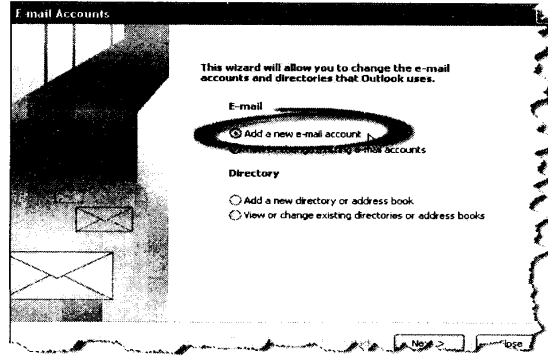 E-mail Accounts
This wizard will allow you to change the e-mail
accounts and directories that Outlook uses.
E-mail
Add a new e-mail account
e-mail accounts
Directory
Add a new directory or address book
View or change existing directories or address books
Next >